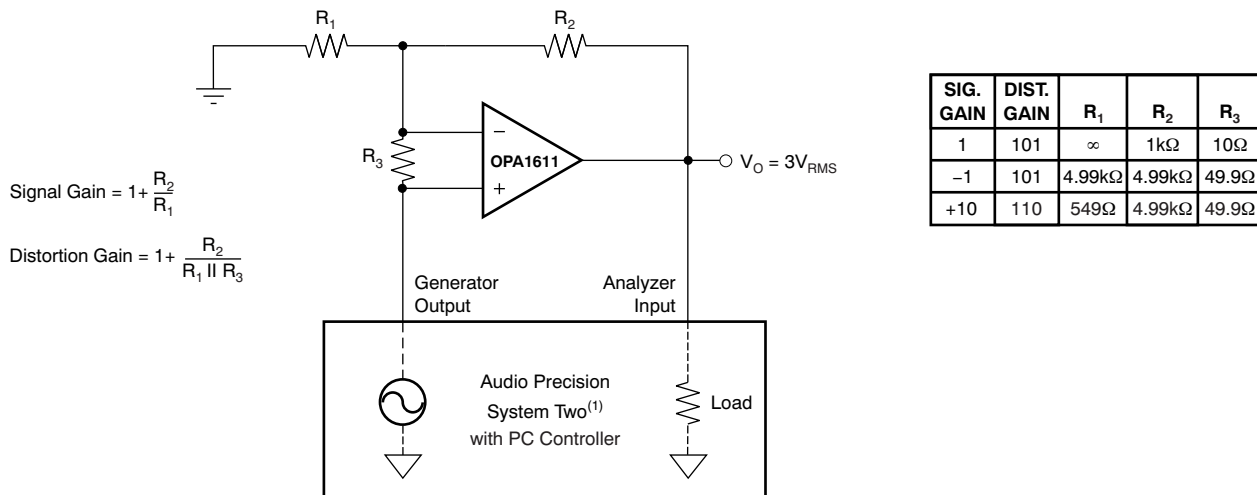 R1
R2
SIG. GAIN DIST. GAIN R1 R2 R3
1 101 ∞ 1kΩ 10Ω
−1 101 4.99kΩ 4.99kΩ 49.9Ω
+10 110 549Ω 4.99kΩ 49.9Ω
−
R3
OPA1611
+
VO = 3VRMS
Signal Gain = 1+ R2/R1
Distortion Gain = 1+ R2/(R1 II R3)
Generator
Output
Analyzer
Input
Audio Precision
System Two(1)
with PC Controller
Load